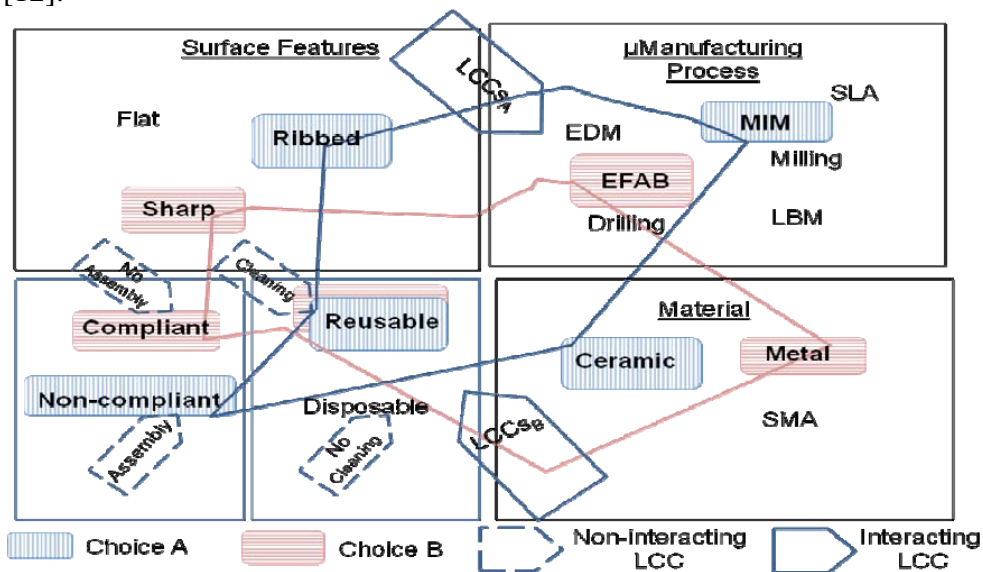 [12].
Surface Features
Flat
Ribbed
Sharp
LCCsA
µManufacturing
Process
SLA
MIM
EDM
Milling
EFAB
Drilling
LBM
No
Assembly
Cleaning
Compliant
Non-compliant
Assembly
Reusable
Disposable
No
Cleaning
Material
Ceramic
Metal
SMA
LCCsB
Choice A
Choice B
Non-interacting
LCC
Interacting
LCC